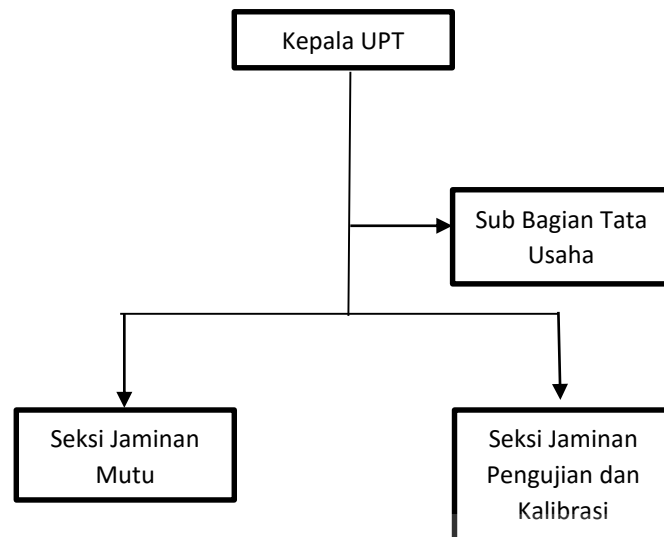 Kepala UPT
Sub Bagian Tata
Usaha
Seksi Jaminan
Mutu
Seksi Jaminan
Pengujian dan
Kalibrasi